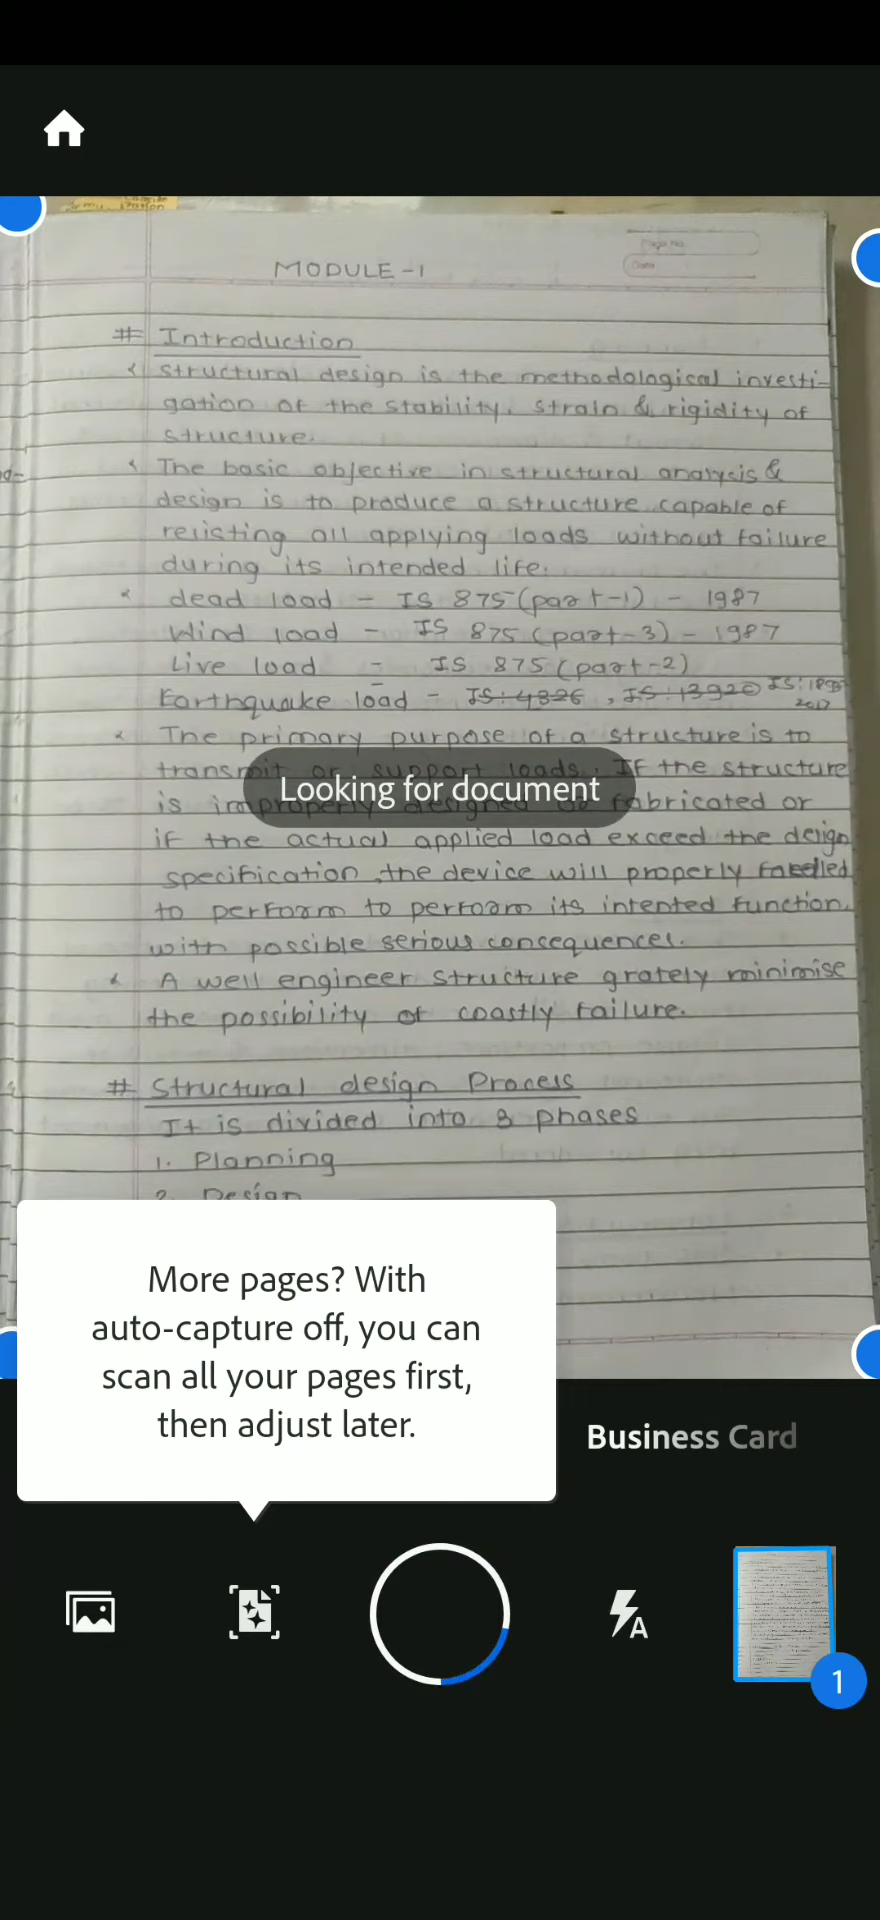 MODULE-1
Page No.
Date
# Introduction
structural design is the methodological investi-
gation of the stability, strain & rigidity of
structure.
The basic objective in structural analysis &
design is to produce a structure capable of
resisting all applying loads without failure
during its intended life.
dead load - IS 875 (part-1) - 1987
Wind load - IS 875 (part-3) - 1987
Live load = IS 875 (part-2)
Earthquake load - IS: 4326, IS: 13920
The primary purpose of a structure is to
transmit or support loads. If the structure
Looking for document
is improperly designed or fabricated or
if the actual applied load exceed the design
specification, the device will properly
to perform to perform its intented function,
with possible serious consequences.
A well engineer structure grately minimise
the possibility of coastly failure.
# Structural design Process
It is divided into 3 phases
1. Planning
2. Design
More pages? With
auto-capture off, you can
scan all your pages first,
then adjust later.
Business Card
A
1